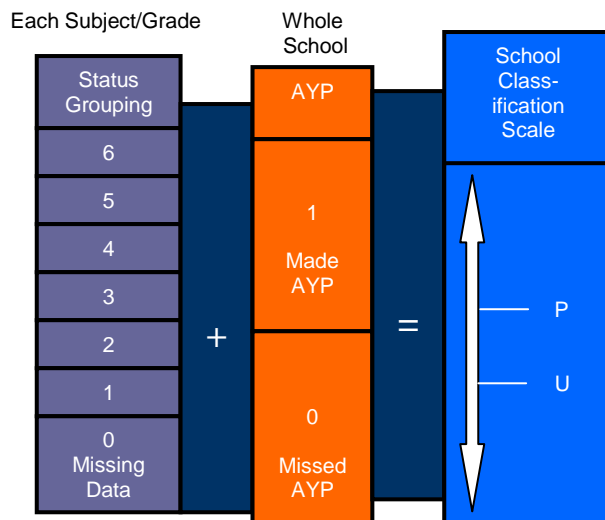 Each Subject/Grade
Status
Grouping
6
5
4
3
2
1
0
Missing
Data
+
Whole
School
AYP
1
Made
AYP
0
Missed
AYP
=
School
Class-
ification
Scale
P
U